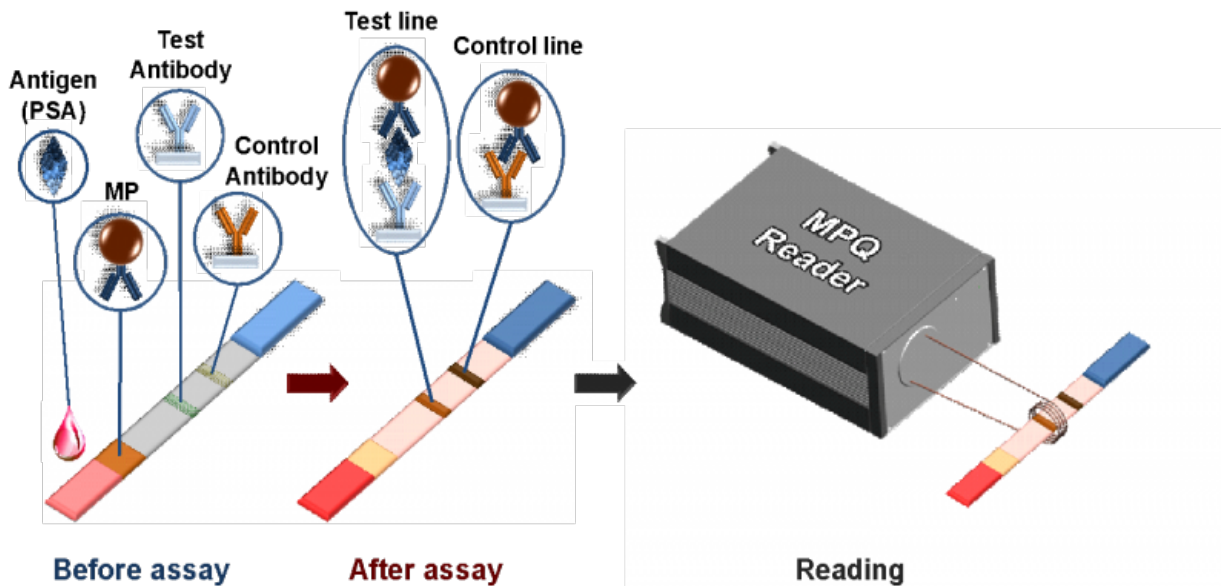 Antigen
(PSA)
MP
Test
Antibody
Control
Antibody
Test line
Control line
MPQ
Reader
Before assay
After assay
Reading